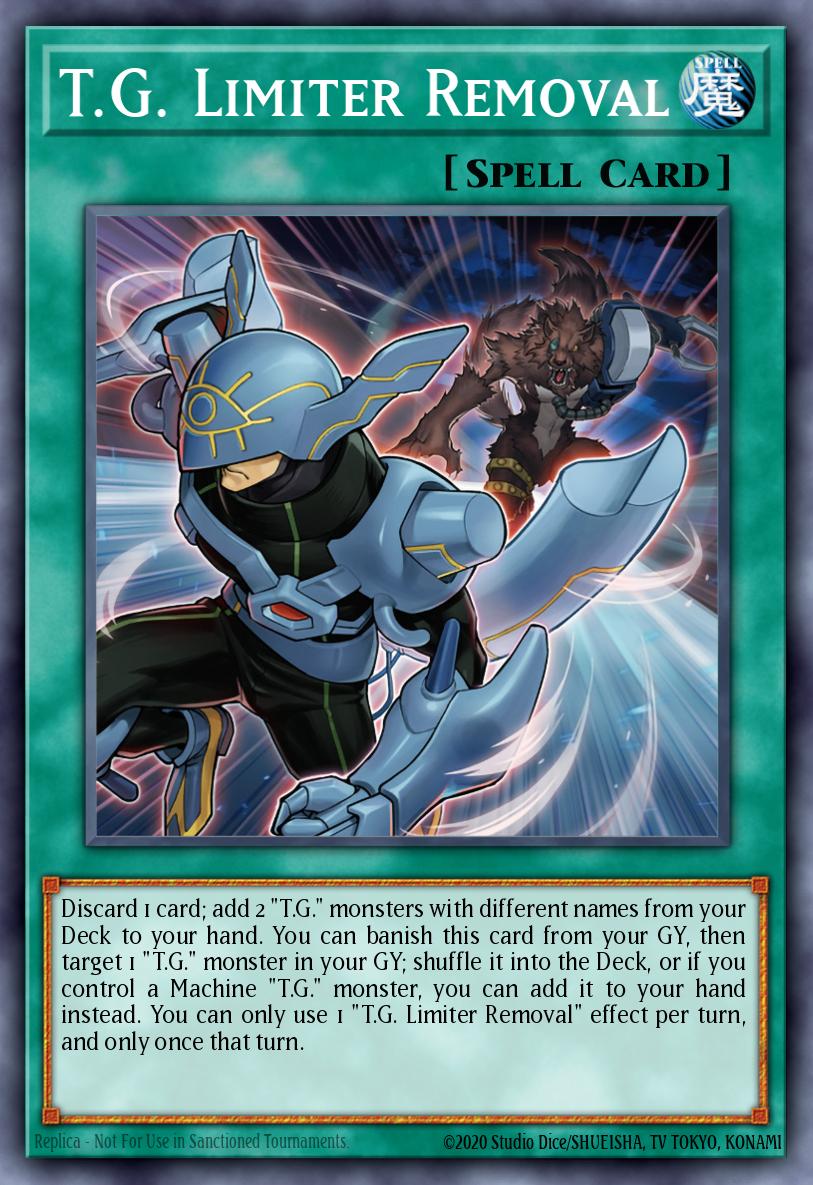 T.G. Limiter Removal
SPELL
魔
[Spell Card]
Discard 1 card; add 2 "T.G." monsters with different names from your
Deck to your hand. You can banish this card from your GY, then
target 1 "T.G." monster in your GY; shuffle it into the Deck, or if you
control a Machine "T.G." monster, you can add it to your hand
instead. You can only use 1 "T.G. Limiter Removal" effect per turn,
and only once that turn.
Replica - Not For Use in Sanctioned Tournaments.
©2020 Studio Dice/SHUEISHA, TV TOKYO, KONAMI